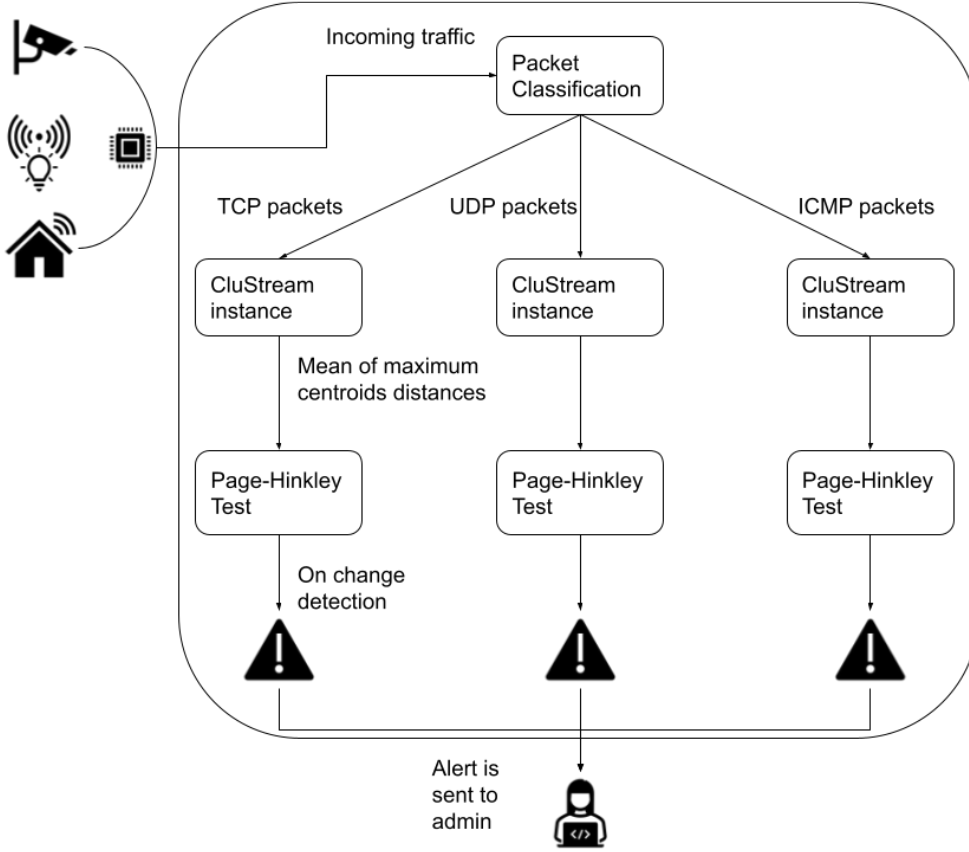 Incoming traffic
Packet
Classification
TCP packets
UDP packets
ICMP packets
CluStream
instance
CluStream
instance
CluStream
instance
Mean of maximum
centroids distances
Page-Hinkley
Test
Page-Hinkley
Test
Page-Hinkley
Test
On change
detection
Alert is
sent to
admin
</>